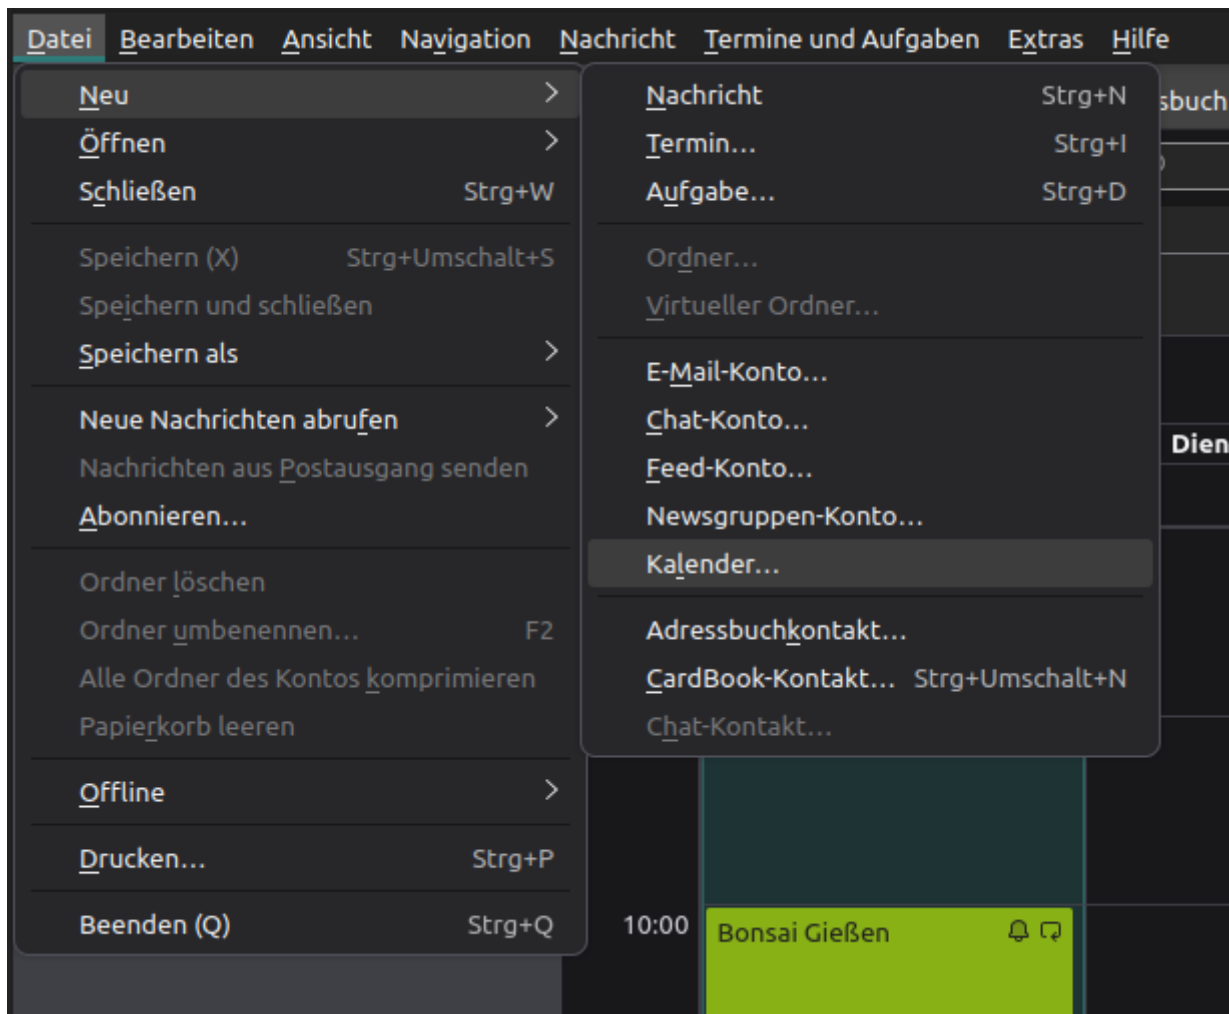 Datei Bearbeiten Ansicht Navigation Nachricht Termine und Aufgaben Extras Hilfe
Neu
Öffnen
Schließen Strg+W
Speichern (X) Strg+Umschalt+S
Speichern und schließen
Speichern als
Neue Nachrichten abrufen
Nachrichten aus Postausgang senden
Abonnieren…
Ordner löschen
Ordner umbenennen… F2
Alle Ordner des Kontos komprimieren
Papierkorb leeren
Offline
Drucken… Strg+P
Beenden (Q) Strg+Q
Nachricht Strg+N
Termin… Strg+I
Aufgabe… Strg+D
Ordner…
Virtueller Ordner…
E-Mail-Konto…
Chat-Konto…
Feed-Konto…
Newsgruppen-Konto…
Kalender…
Adressbuchkontakt…
CardBook-Kontakt… Strg+Umschalt+N
Chat-Kontakt…
sbuch
Dien
10:00
Bonsai Gießen